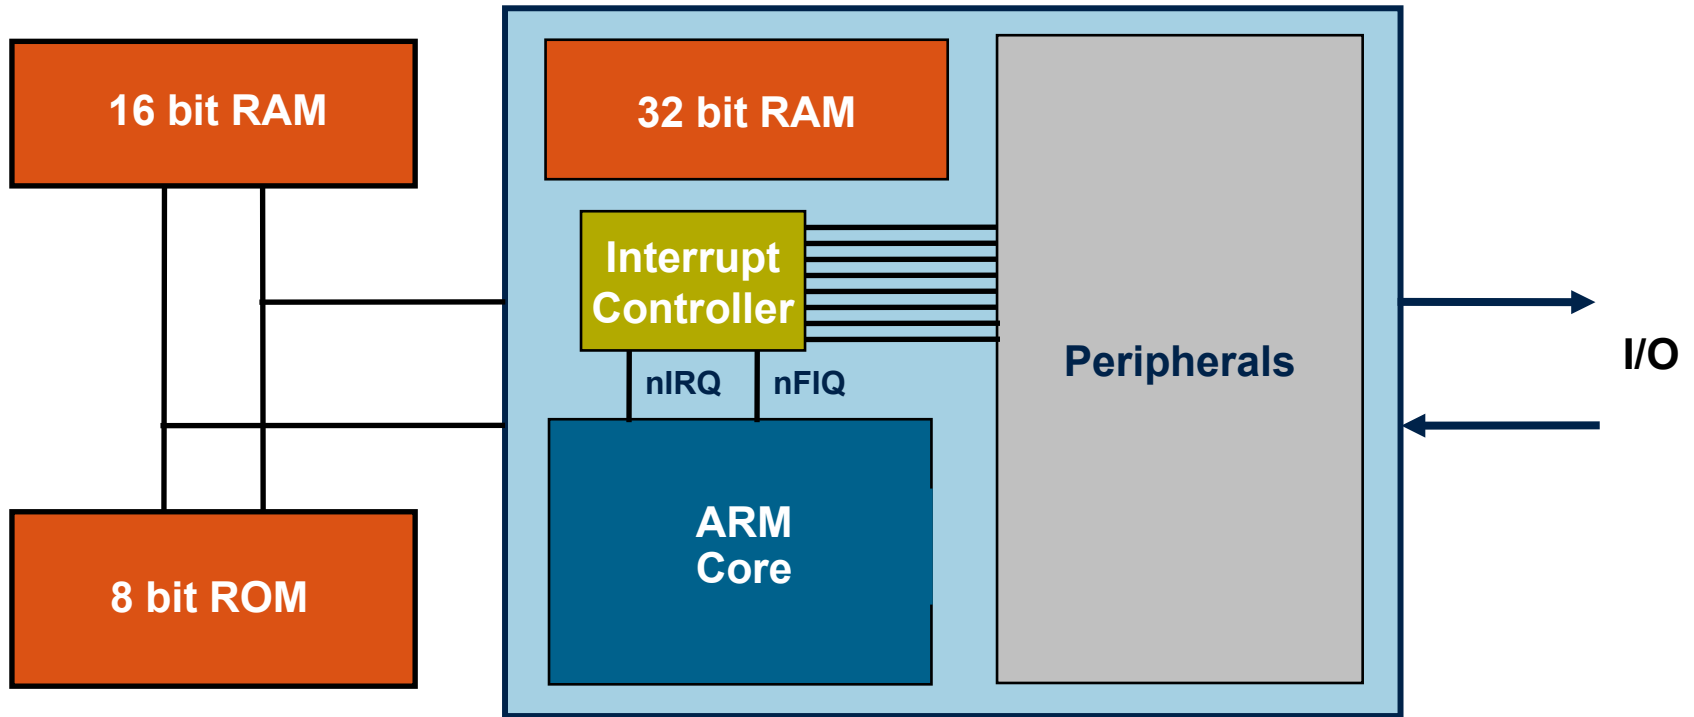 16 bit RAM
32 bit RAM
Interrupt
Controller
nIRQ
nFIQ
Peripherals
I/O
ARM
Core
8 bit ROM